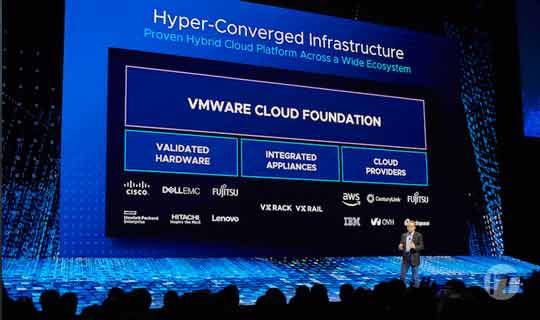 Hyper-Converged Infrastructure
Proven Hybrid Cloud Platform Across a Wide Ecosystem
VMWARE CLOUD FOUNDATION
VALIDATED
HARDWARE
INTEGRATED
APPLIANCES
CLOUD
PROVIDERS
CISCO
DELLEMC
FUJITSU
Hewlett Packard
Enterprise
HITACHI
Inspire the Next
Lenovo
VXRACK VXRAIL
aws
CenturyLink
FUJITSU
IBM
OVH
rackspace